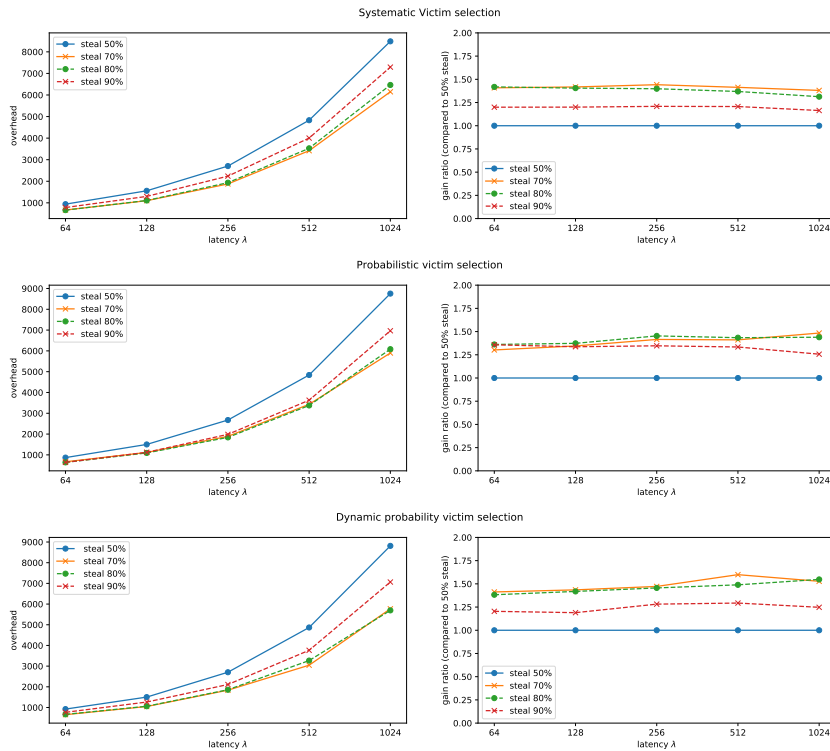 Systematic Victim selection
8000
7000
6000
5000
4000
3000
2000
1000
overhead
steal 50%
steal 70%
steal 80%
steal 90%
64
128
256
512
1024
latency λ
2.00
1.75
1.50
1.25
1.00
0.75
0.50
0.25
0.00
gain ratio (compared to 50% steal)
steal 50%
steal 70%
steal 80%
steal 90%
64
128
256
512
1024
latency λ
Probabilistic victim selection
9000
8000
7000
6000
5000
4000
3000
2000
1000
overhead
steal 50%
steal 70%
steal 80%
steal 90%
64
128
256
512
1024
latency λ
2.00
1.75
1.50
1.25
1.00
0.75
0.50
0.25
0.00
gain ratio (compared to 50% steal)
steal 50%
steal 70%
steal 80%
steal 90%
64
128
256
512
1024
latency λ
Dynamic probability victim selection
9000
8000
7000
6000
5000
4000
3000
2000
1000
overhead
steal 50%
steal 70%
steal 80%
steal 90%
64
128
256
512
1024
latency λ
2.00
1.75
1.50
1.25
1.00
0.75
0.50
0.25
0.00
gain ratio (compared to 50% steal)
steal 50%
steal 70%
steal 80%
steal 90%
64
128
256
512
1024
latency λ